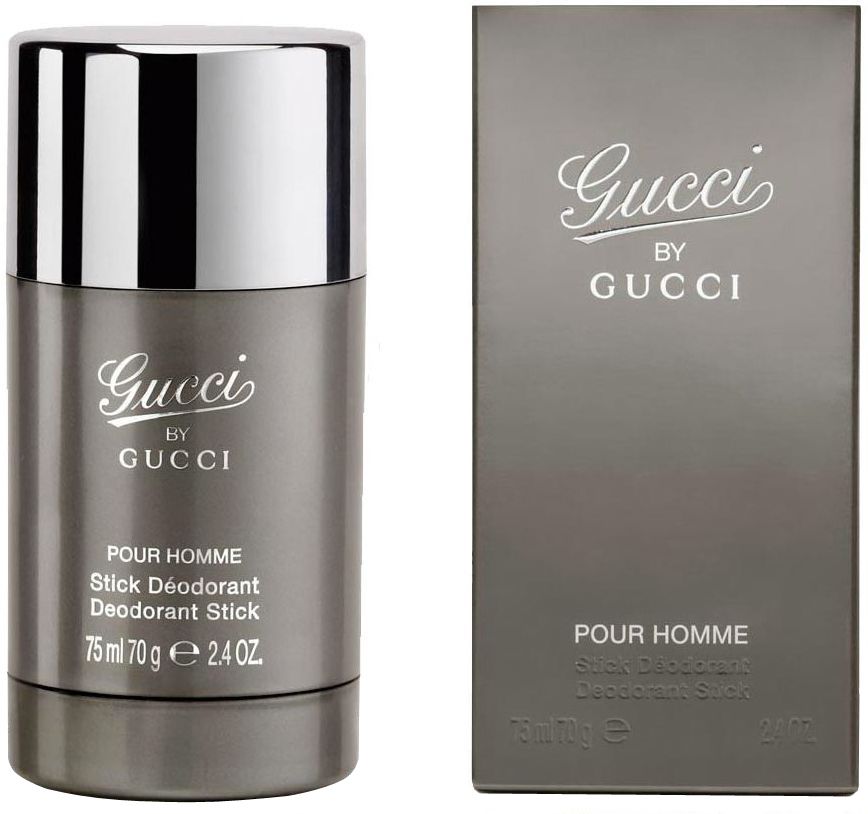 Gucci
BY
GUCCI
POUR HOMME
Stick Déodorant
Deodorant Stick
75 ml 70 g ℮ 2.4 OZ.
Gucci
BY
GUCCI
POUR HOMME
Stick Déodorant
Deodorant Stick
75 ml 70 g ℮ 2.4 OZ.